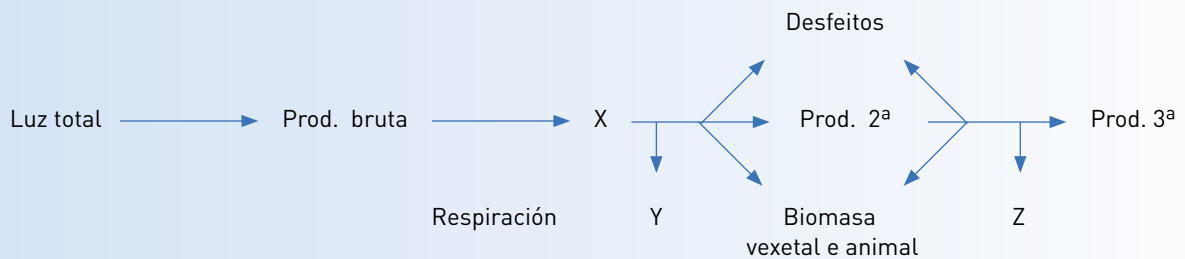 Desfeitos
Luz total
Prod. bruta
X
Prod. 2ª
Prod. 3ª
Respiración
Y
Biomasa
vexetal e animal
Z